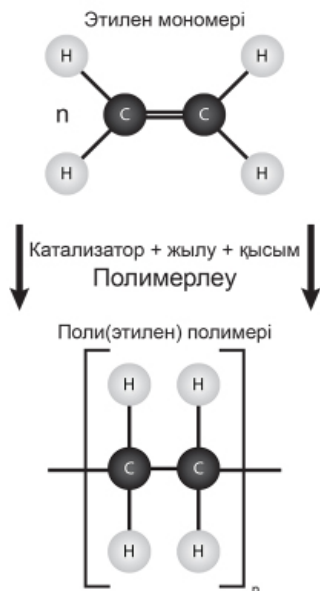 Этилен мономері
H H
n C C
H H
Катализатор + жылу + қысым
Полимерлеу
Поли(этилен) полимері
H H
C C
H H
n